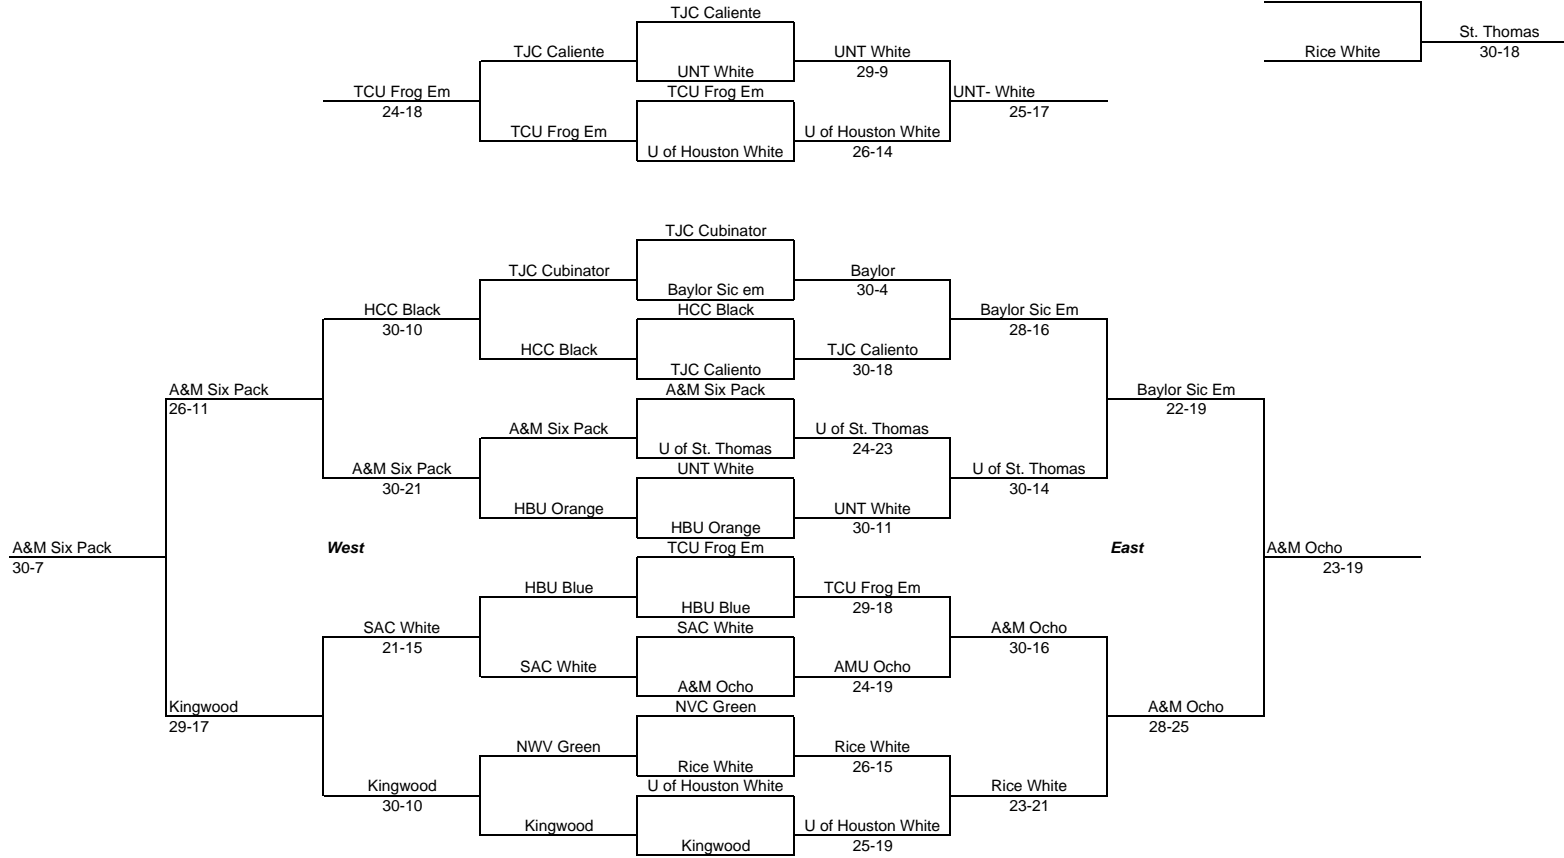 TJC Caliente
St. Thomas
TJC Caliente UNT White Rice White 30-18
UNT White 29-9
TCU Frog Em TCU Frog Em UNT- White
24-18 25-17
TCU Frog Em U of Houston White
U of Houston White 26-14
TJC Cubinator
TJC Cubinator Baylor
Baylor Sic em 30-4
HCC Black HCC Black Baylor Sic Em
30-10 28-16
HCC Black TJC Caliento
TJC Caliento 30-18
A&M Six Pack A&M Six Pack Baylor Sic Em
26-11 22-19
A&M Six Pack U of St. Thomas
U of St. Thomas 24-23
A&M Six Pack UNT White U of St. Thomas
30-21 30-14
HBU Orange UNT White
HBU Orange 30-11
A&M Six Pack West TCU Frog Em East A&M Ocho
30-7 23-19
HBU Blue TCU Frog Em
HBU Blue 29-18
SAC White SAC White A&M Ocho
21-15 30-16
SAC White AMU Ocho
A&M Ocho 24-19
Kingwood NVC Green A&M Ocho
29-17 28-25
NWV Green Rice White
Rice White 26-15
Kingwood U of Houston White Rice White
30-10 23-21
Kingwood U of Houston White
Kingwood 25-19